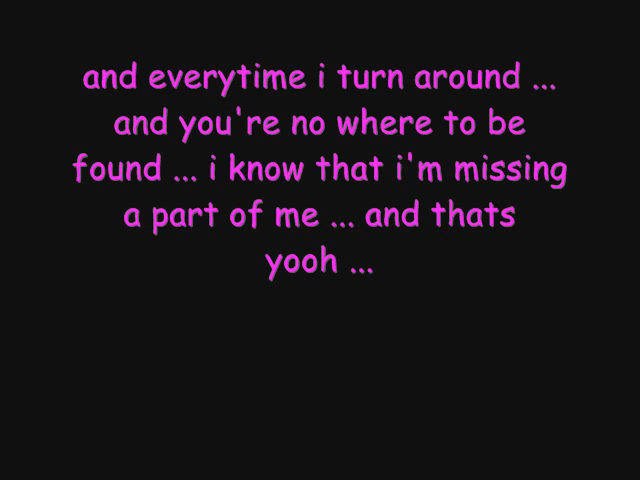 and everytime i turn around ...
and you're no where to be
found ... i know that i'm missing
a part of me ... and thats
yooh ...